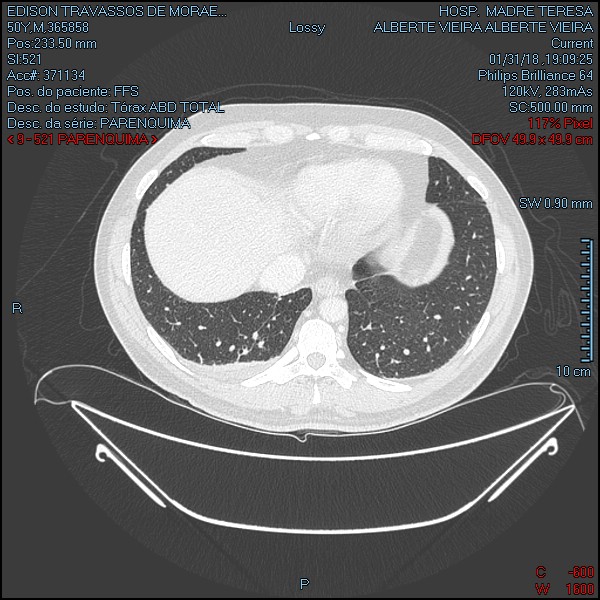 EDISON TRAVASSOS DE MORAE...
50Y,M,365858
Pos:233.50 mm
SI:521
Acc#: 371134
Pos. do paciente: FFS
Desc. do estudo: Tórax ABD TOTAL
Desc. da série: PARENQUIMA
< 9 - 521 PARENQUIMA >
Lossy
HOSP. MADRE TERESA
ALBERTE VIEIRA ALBERTE VIEIRA
Current
01/31/18 ,19:09:25
Philips Brilliance 64
120kV, 283mAs
SC:500.00 mm
117% Pixel
DFOV 49.9 x 49.9 cm
SW 0.90 mm
R
10 cm
P
C -600
W 1600